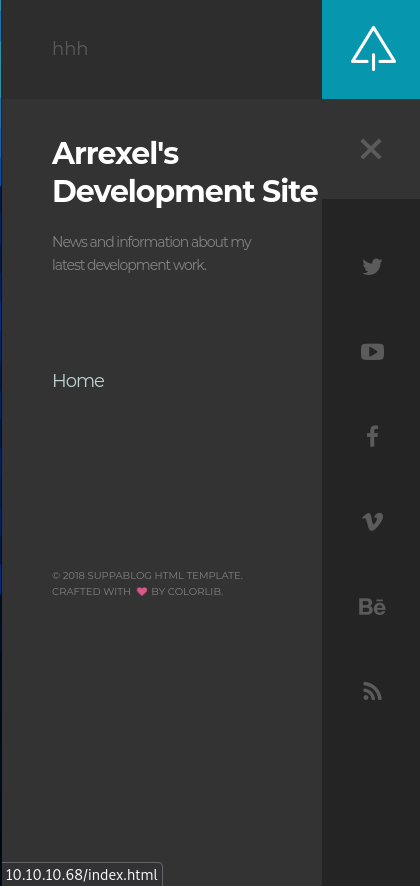 hhh
Arrexel's
Development Site
News and information about my
latest development work.
Home
© 2018 SUPPABLOG HTML TEMPLATE.
CRAFTED WITH ❤ BY COLORLIB.
Bē
10.10.10.68/index.html